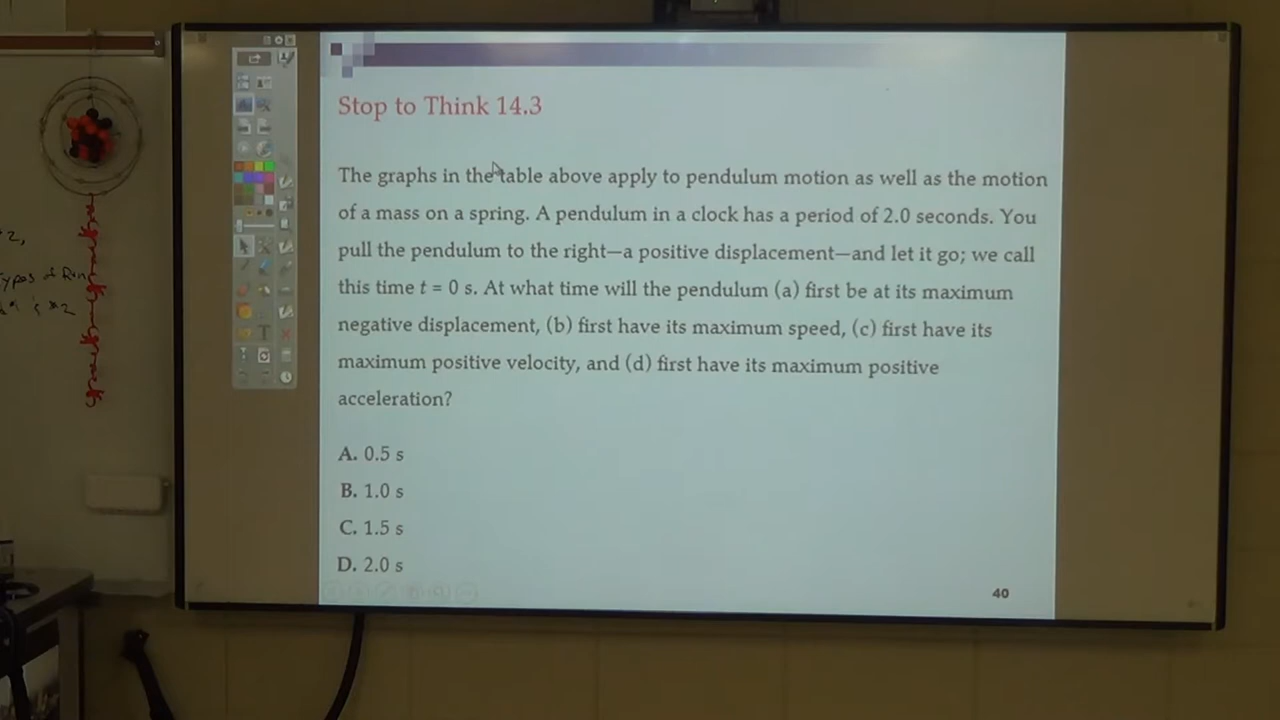 Stop to Think 14.3
The graphs in the table above apply to pendulum motion as well as the motion
of a mass on a spring. A pendulum in a clock has a period of 2.0 seconds. You
pull the pendulum to the right—a positive displacement—and let it go; we call
this time t = 0 s. At what time will the pendulum (a) first be at its maximum
negative displacement, (b) first have its maximum speed, (c) first have its
maximum positive velocity, and (d) first have its maximum positive
acceleration?
A. 0.5 s
B. 1.0 s
C. 1.5 s
D. 2.0 s
40